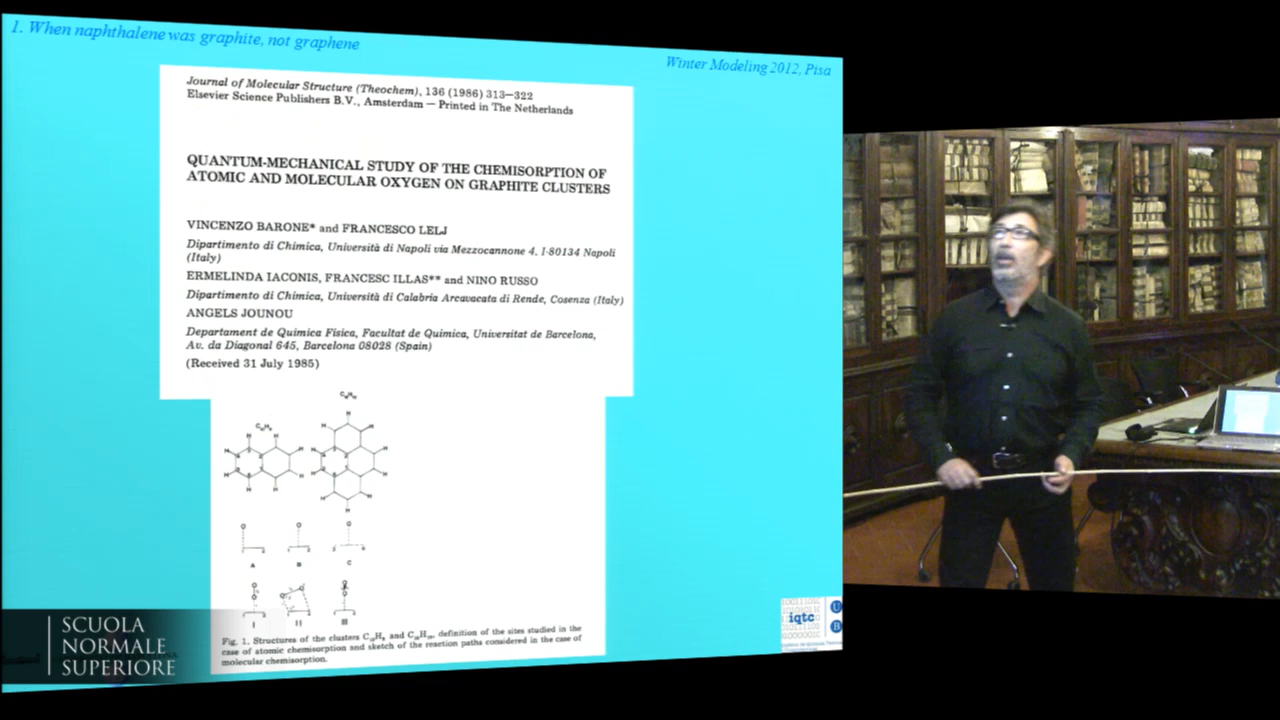 1. When naphthalene was graphite, not graphene
Winter Modeling 2012, Pisa
Journal of Molecular Structure (Theochem), 136 (1986) 313—322
Elsevier Science Publishers B.V., Amsterdam — Printed in The Netherlands
QUANTUM-MECHANICAL STUDY OF THE CHEMISORPTION OF
ATOMIC AND MOLECULAR OXYGEN ON GRAPHITE CLUSTERS
VINCENZO BARONE* and FRANCESCO LELJ
Dipartimento di Chimica, Università di Napoli via Mezzocannone 4, I-80134 Napoli
(Italy)
ERMELINDA IACONIS, FRANCESC ILLAS** and NINO RUSSO
Dipartimento di Chimica, Università di Calabria Arcavacata di Rende, Cosenza (Italy)
ANGELS JOUNOU
Departament de Quimica Fisica, Facultat de Quimica, Universitat de Barcelona,
Av. da Diagonal 645, Barcelona 08028 (Spain)
(Received 31 July 1985)
A B C
I II III
Fig. 1. Structures of the clusters C₁₀H₈ and C₁₆H₁₀, definition of the sites studied in the
case of atomic chemisorption and sketch of the reaction paths considered in the case of
molecular chemisorption.
iqtc
U
B
SCUOLA
NORMALE
SUPERIORE